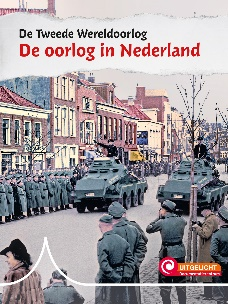 De Tweede Wereldoorlog
De oorlog in Nederland
UITGELICHT